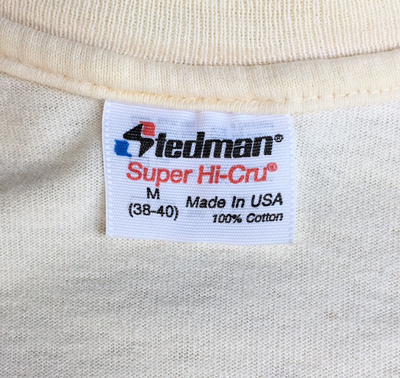 Stedman®
Super Hi-Cru®
M
(38-40)
Made In USA
100% Cotton